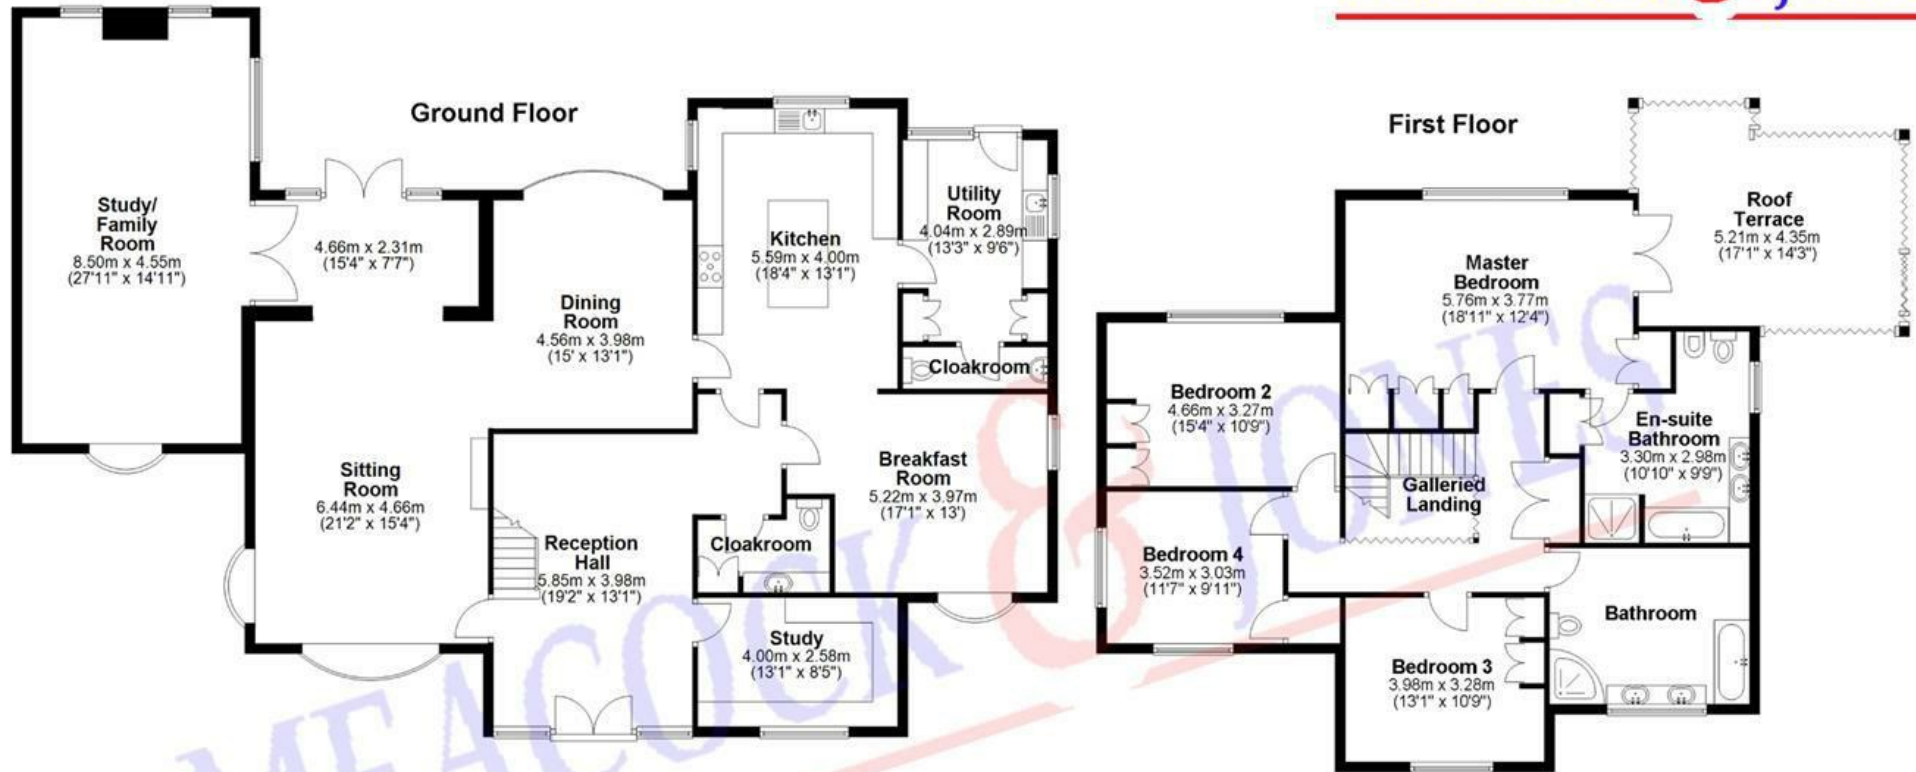 Ground Floor
Study/
Family
Room
8.50m x 4.55m
(27'11" x 14'11")
4.66m x 2.31m
(15'4" x 7'7")
Dining
Room
4.56m x 3.98m
(15' x 13'1")
Kitchen
5.59m x 4.00m
(18'4" x 13'1")
Utility
Room
4.04m x 2.89m
(13'3" x 9'6")
Cloakroom
Sitting
Room
6.44m x 4.66m
(21'2" x 15'4")
Breakfast
Room
5.22m x 3.97m
(17'1" x 13')
Reception
Hall
5.85m x 3.98m
(19'2" x 13'1")
Cloakroom
Study
4.00m x 2.58m
(13'1" x 8'5")
First Floor
Roof
Terrace
5.21m x 4.35m
(17'1" x 14'3")
Master
Bedroom
5.76m x 3.77m
(18'11" x 12'4")
Bedroom 2
4.66m x 3.27m
(15'4" x 10'9")
En-suite
Bathroom
3.30m x 2.98m
(10'10" x 9'9")
Galleried
Landing
Bedroom 4
3.52m x 3.03m
(11'7" x 9'11")
Bathroom
Bedroom 3
3.98m x 3.28m
(13'1" x 10'9")
MEACOCK & JONES